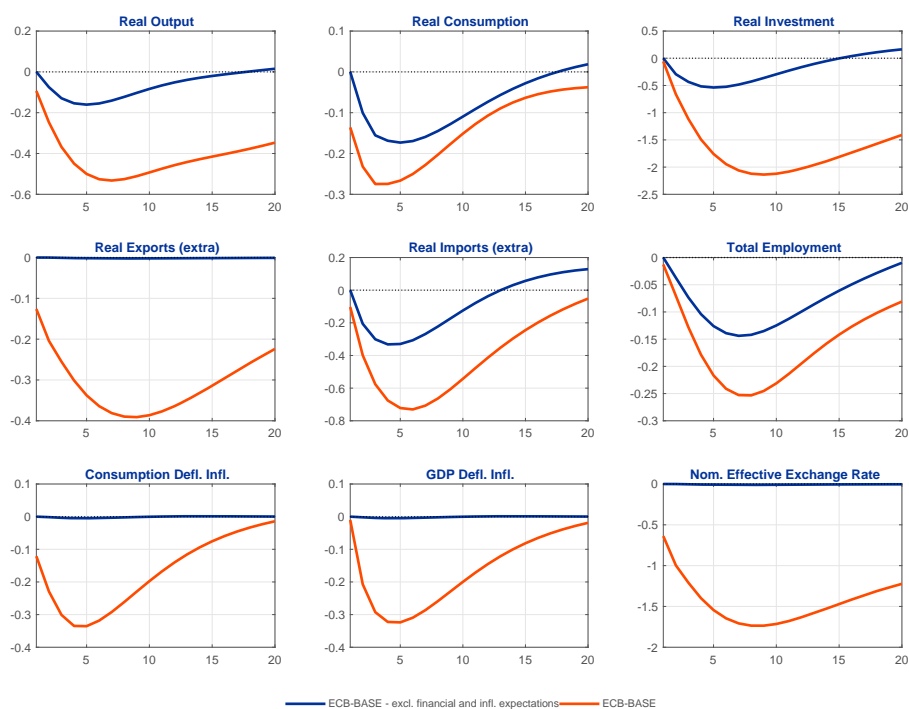 Real Output
0.2
0
-0.2
-0.4
-0.6
5 10 15 20
Real Consumption
0.1
0
-0.1
-0.2
-0.3
5 10 15 20
Real Investment
0.5
0
-0.5
-1
-1.5
-2
-2.5
5 10 15 20
Real Exports (extra)
0
-0.1
-0.2
-0.3
-0.4
5 10 15 20
Real Imports (extra)
0.2
0
-0.2
-0.4
-0.6
-0.8
5 10 15 20
Total Employment
0
-0.05
-0.1
-0.15
-0.2
-0.25
-0.3
5 10 15 20
Consumption Defl. Infl.
0.1
0
-0.1
-0.2
-0.3
-0.4
5 10 15 20
GDP Defl. Infl.
0.1
0
-0.1
-0.2
-0.3
-0.4
5 10 15 20
Nom. Effective Exchange Rate
0
-0.5
-1
-1.5
-2
5 10 15 20
ECB-BASE - excl. financial and infl. expectations ECB-BASE